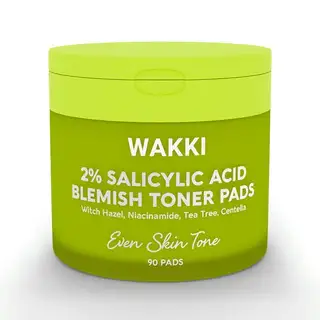 WAKKI
2% SALICYLIC ACID
BLEMISH TONER PADS
Witch Hazel, Niacinamide, Tea Tree, Centella
Even Skin Tone
90 PADS